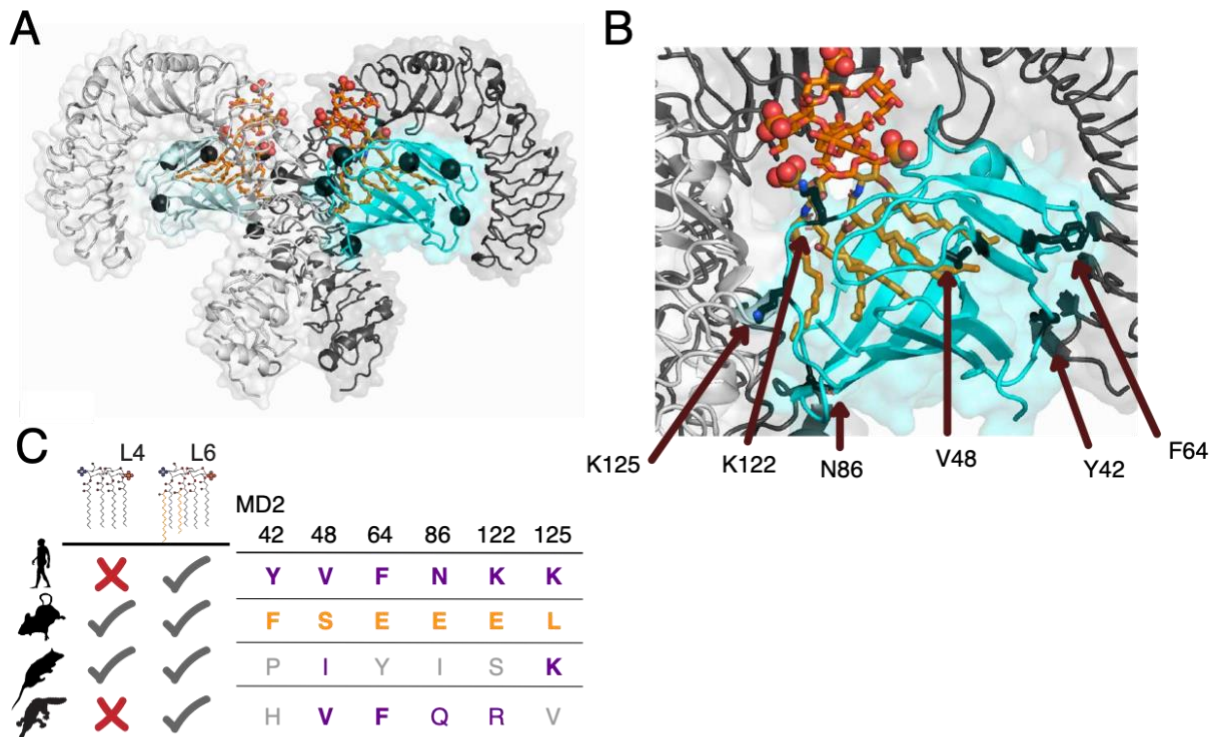 A
B
K125
K122
N86
V48
Y42
F64
C
L4 L6
MD2
42 48 64 86 122 125
Y V F N K K
F S E E E L
P I Y I S K
H V F Q R V